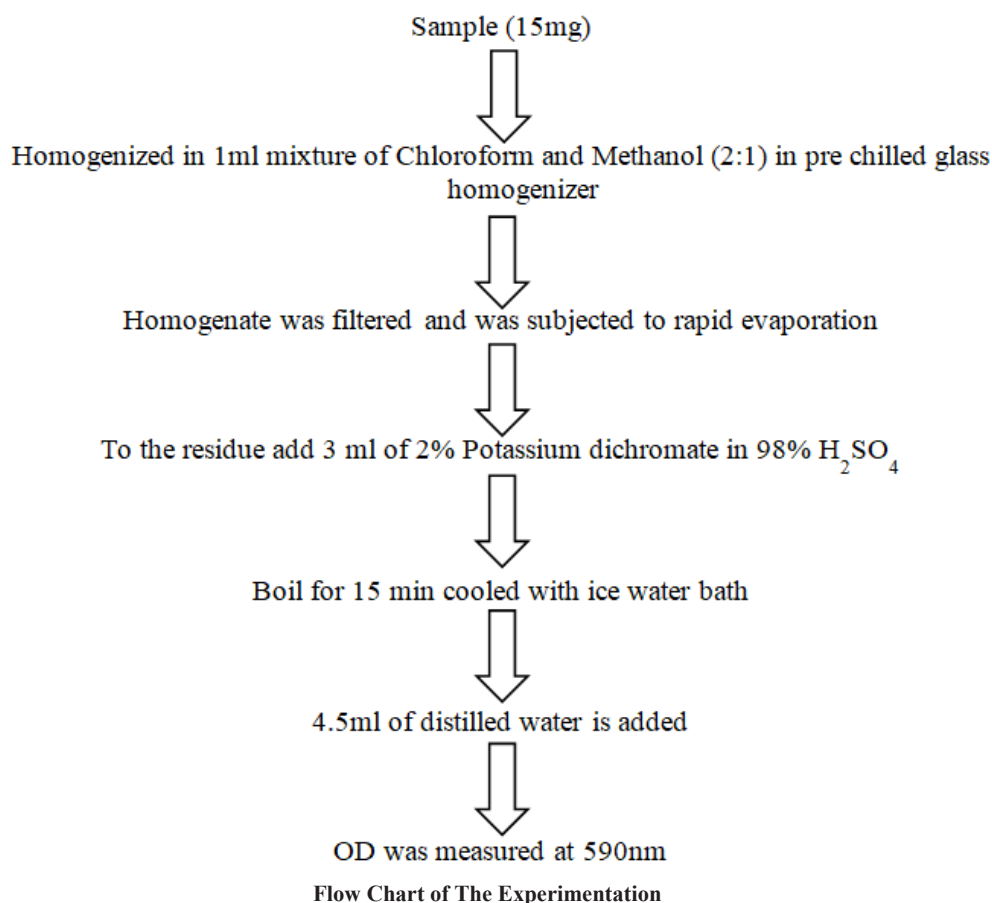 Sample (15mg)
Homogenized in 1ml mixture of Chloroform and Methanol (2:1) in pre chilled glass
homogenizer
Homogenate was filtered and was subjected to rapid evaporation
To the residue add 3 ml of 2% Potassium dichromate in 98% H₂SO₄
Boil for 15 min cooled with ice water bath
4.5ml of distilled water is added
OD was measured at 590nm
Flow Chart of The Experimentation